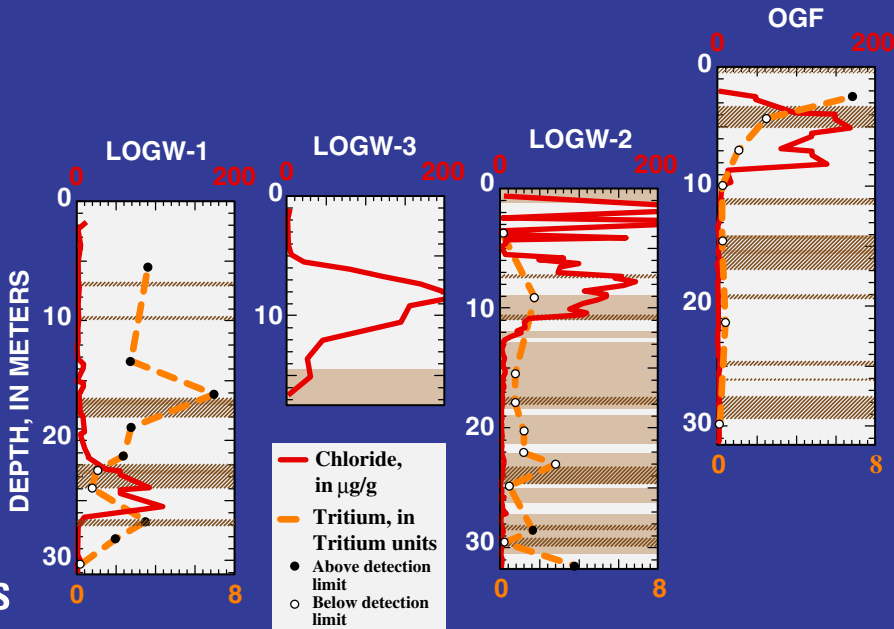 OGF
0 200
0
10
20
30
0 8
LOGW-1
0 200
0
10
20
30
0 8
LOGW-3
0 200
0
10
LOGW-2
0 200
0
10
20
30
0 8
DEPTH, IN METERS
Chloride,
in µg/g
Tritium, in
Tritium units
Above detection
limit
Below detection
limit
S